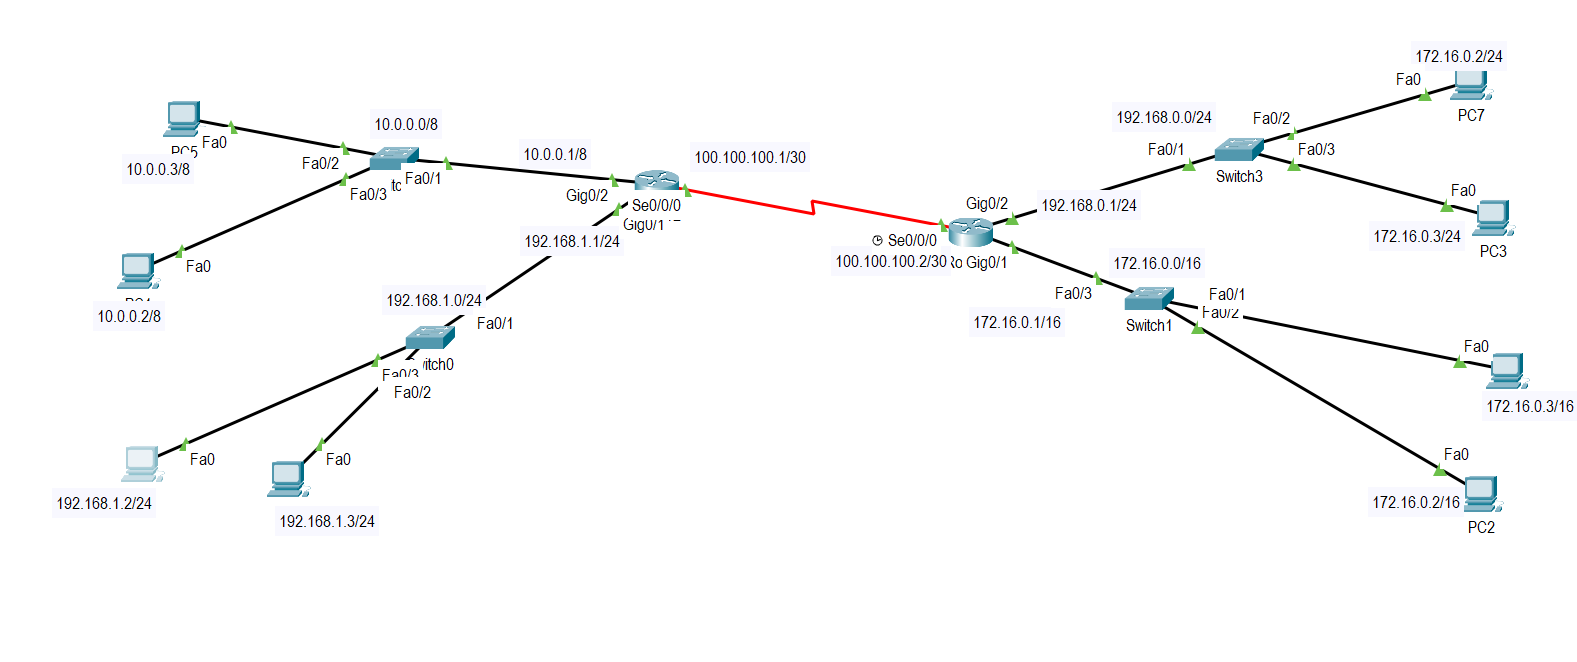 172.16.0.2/24
Fa0
PC7
Fa0/2
192.168.0.0/24
Fa0/1
Fa0/3
Switch3
Fa0
172.16.0.3/24
PC3
192.168.0.1/24
Gig0/2
10.0.0.0/8
PC5
Fa0
10.0.0.3/8
Fa0/2
Fa0/1
Fa0/3
10.0.0.1/8
100.100.100.1/30
Gig0/2
Se0/0/0
Gig0/1
192.168.1.1/24
Se0/0/0
100.100.100.2/30
Gig0/1
Fa0
10.0.0.2/8
172.16.0.0/16
Fa0/3
Fa0/1
Fa0/2
172.16.0.1/16
Switch1
192.168.1.0/24
Fa0/1
Fa0/3
Fa0/2
Fa0
172.16.0.3/16
Fa0
192.168.1.2/24
Fa0
192.168.1.3/24
Fa0
172.16.0.2/16
PC2